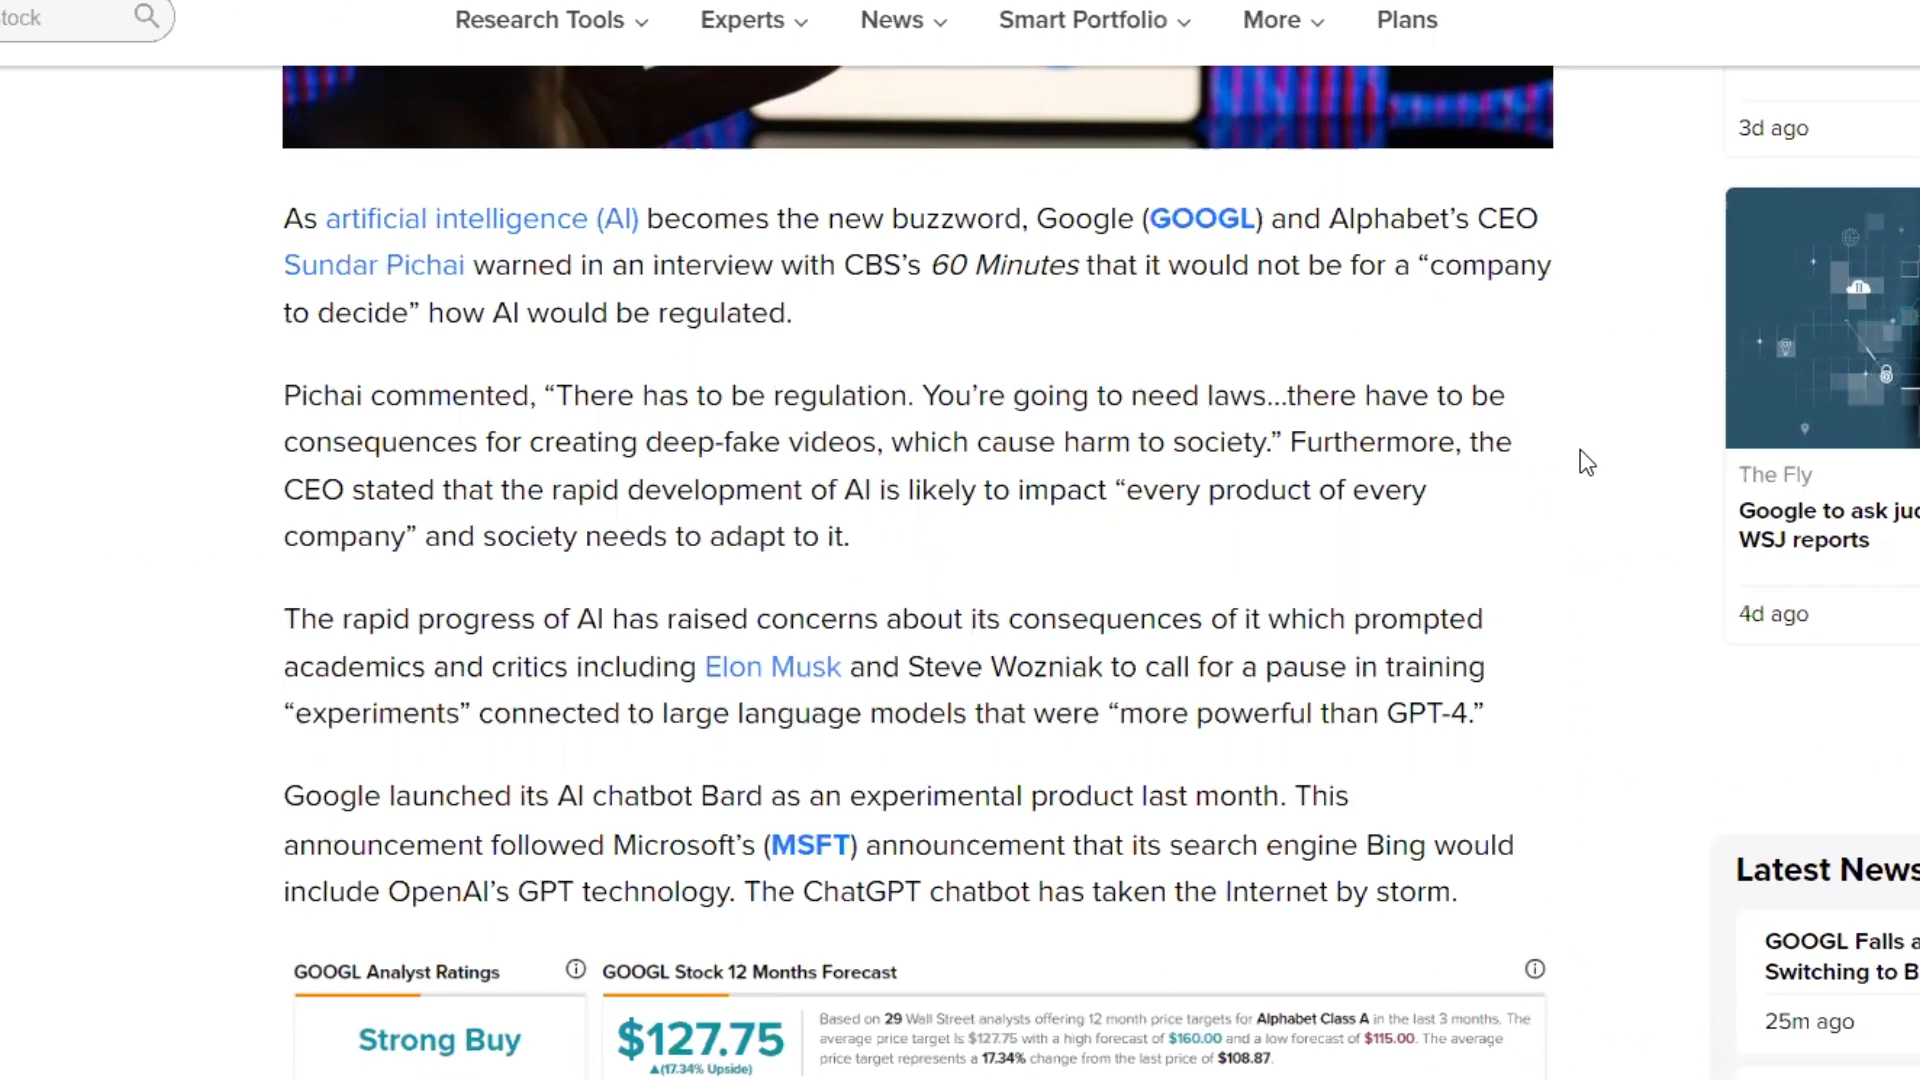 tock
Research Tools
Experts
News
Smart Portfolio
More
Plans
As artificial intelligence (AI) becomes the new buzzword, Google (GOOGL) and Alphabet’s CEO
Sundar Pichai warned in an interview with CBS’s 60 Minutes that it would not be for a “company
to decide” how AI would be regulated.
Pichai commented, “There has to be regulation. You’re going to need laws...there have to be
consequences for creating deep-fake videos, which cause harm to society.” Furthermore, the
CEO stated that the rapid development of AI is likely to impact “every product of every
company” and society needs to adapt to it.
The rapid progress of AI has raised concerns about its consequences of it which prompted
academics and critics including Elon Musk and Steve Wozniak to call for a pause in training
“experiments” connected to large language models that were “more powerful than GPT-4.”
Google launched its AI chatbot Bard as an experimental product last month. This
announcement followed Microsoft’s (MSFT) announcement that its search engine Bing would
include OpenAI’s GPT technology. The ChatGPT chatbot has taken the Internet by storm.
GOOGL Analyst Ratings
Strong Buy
GOOGL Stock 12 Months Forecast
$127.75
▲(17.34% Upside)
Based on 29 Wall Street analysts offering 12 month price targets for Alphabet Class A in the last 3 months. The
average price target is $127.75 with a high forecast of $160.00 and a low forecast of $115.00. The average
price target represents a 17.34% change from the last price of $108.87.
3d ago
The Fly
Google to ask juc
WSJ reports
4d ago
Latest News
GOOGL Falls a
Switching to B
25m ago